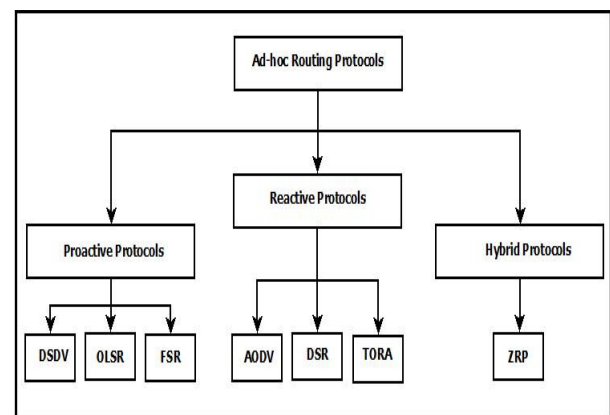 Ad-hoc Routing Protocols
Reactive Protocols
Proactive Protocols
Hybrid Protocols
DSDV
OLSR
FSR
AODV
DSR
TORA
ZRP